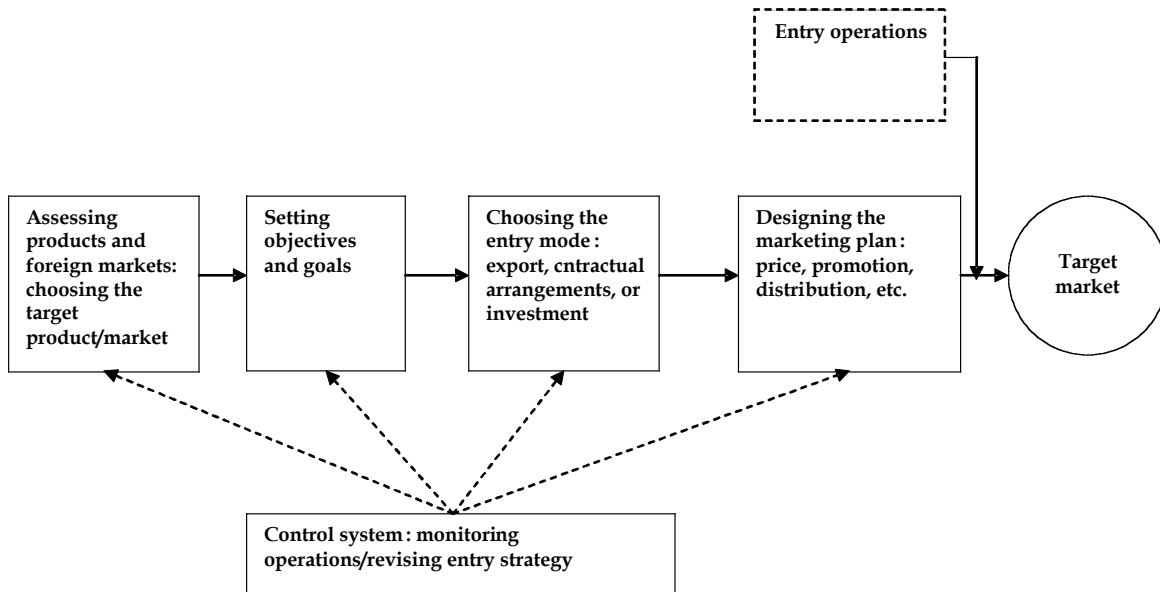 Entry operations
Assessing
products and
foreign markets:
choosing the
target
product/market
Setting
objectives
and goals
Choosing the
entry mode :
export, cntractual
arrangements, or
investment
Designing the
marketing plan :
price, promotion,
distribution, etc.
Target
market
Control system : monitoring
operations/revising entry strategy